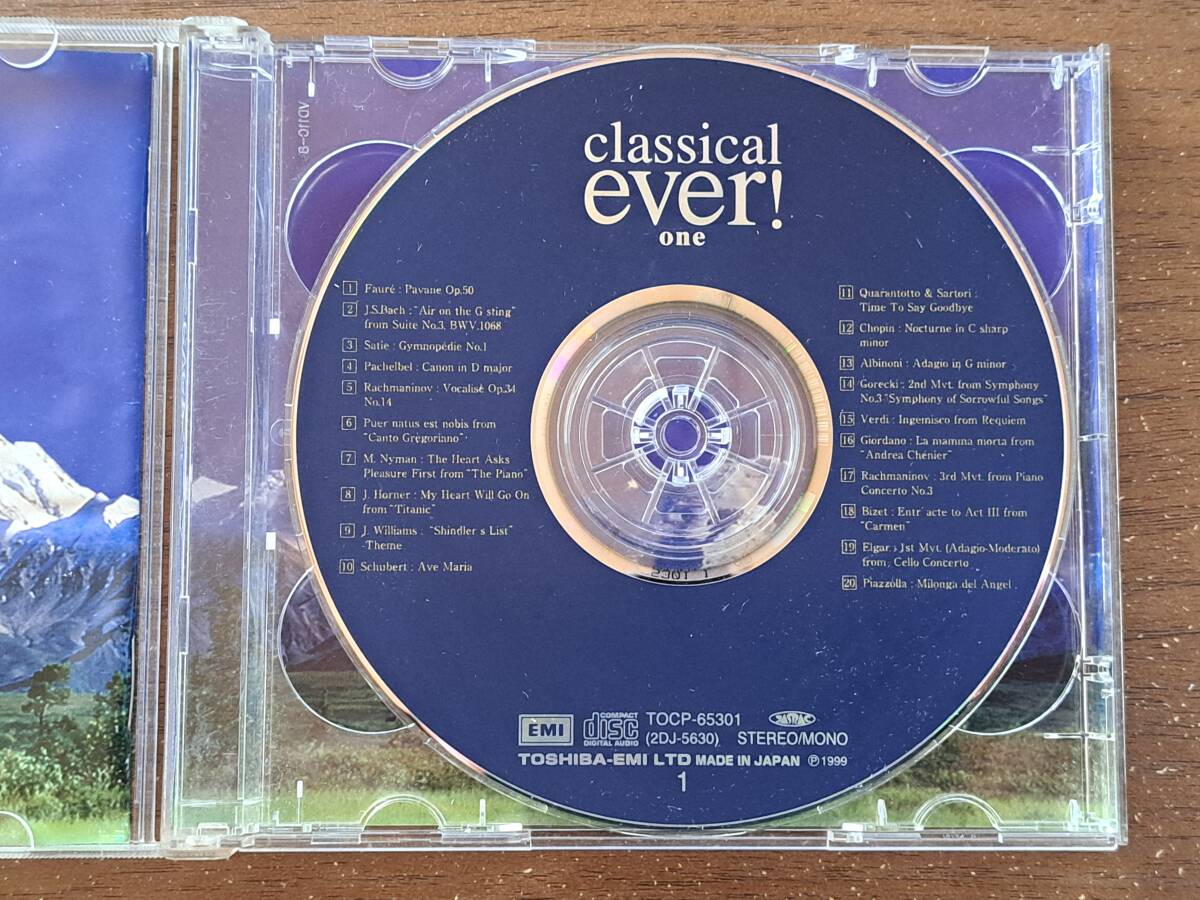 classical
ever!
one
1 Fauré : Pavane Op.50
2 J.S.Bach : "Air on the G sting"
from Suite No.3, BWV.1068
3 Satie : Gymnopédie No.1
4 Pachelbel : Canon in D major
5 Rachmaninov : Vocalise Op.34
No.14
6 Puer natus est nobis from
"Canto Gregoriano"
7 M. Nyman : The Heart Asks
Pleasure First from "The Piano"
8 J. Horner : My Heart Will Go On
from "Titanic"
9 J. Williams : "Shindler s List"
-Theme
10 Schubert : Ave Maria
11 Quarantotto & Sartori :
Time To Say Goodbye
12 Chopin : Nocturne in C sharp
minor
13 Albinoni : Adagio in G minor
14 Gorecki : 2nd Mvt. from Symphony
No.3 "Symphony of Sorrowful Songs"
15 Verdi : Ingemisco from Requiem
16 Giordano : La mamma morta from
"Andrea Chénier"
17 Rachmaninov : 3rd Mvt. from Piano
Concerto No.3
18 Bizet : Entr' acte to Act III from
"Carmen"
19 Elgar : 1st Mvt. (Adagio-Moderato)
from Cello Concerto
20 Piazzolla : Milonga del Angel
EMI COMPACT disc DIGITAL AUDIO TOCP-65301 JASRAC
(2DJ-5630) STEREO/MONO
TOSHIBA-EMI LTD MADE IN JAPAN ℗ 1999
1